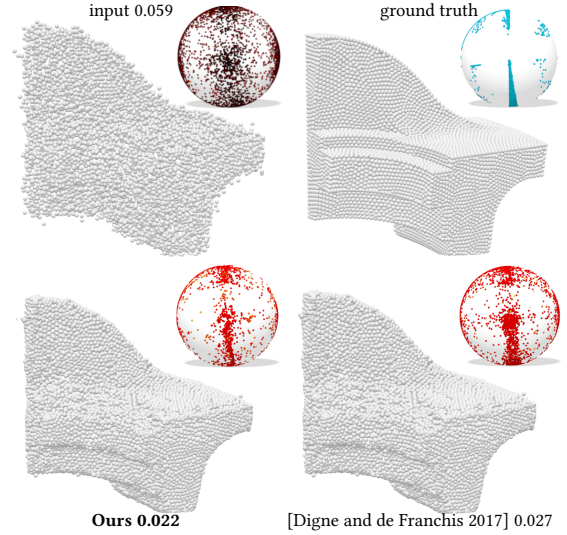 input 0.059
ground truth
Ours 0.022
[Digne and de Franchis 2017] 0.027